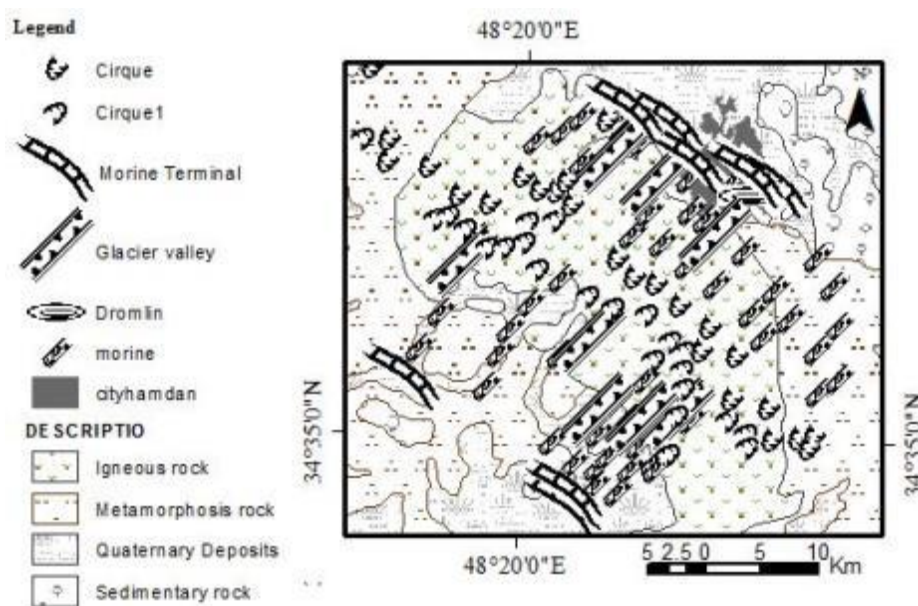 Legend
Cirque
Cirque1
Morine Terminal
Glacier valley
Dromlin
morine
cityhamdan
DESCRIPTIO
Igneous rock
Metamorphosis rock
Quaternary Deposits
Sedimentary rock
48°20'0"E
34°35'0"N
34°35'0"N
48°20'0"E
5 2.5 0 5 10
Km